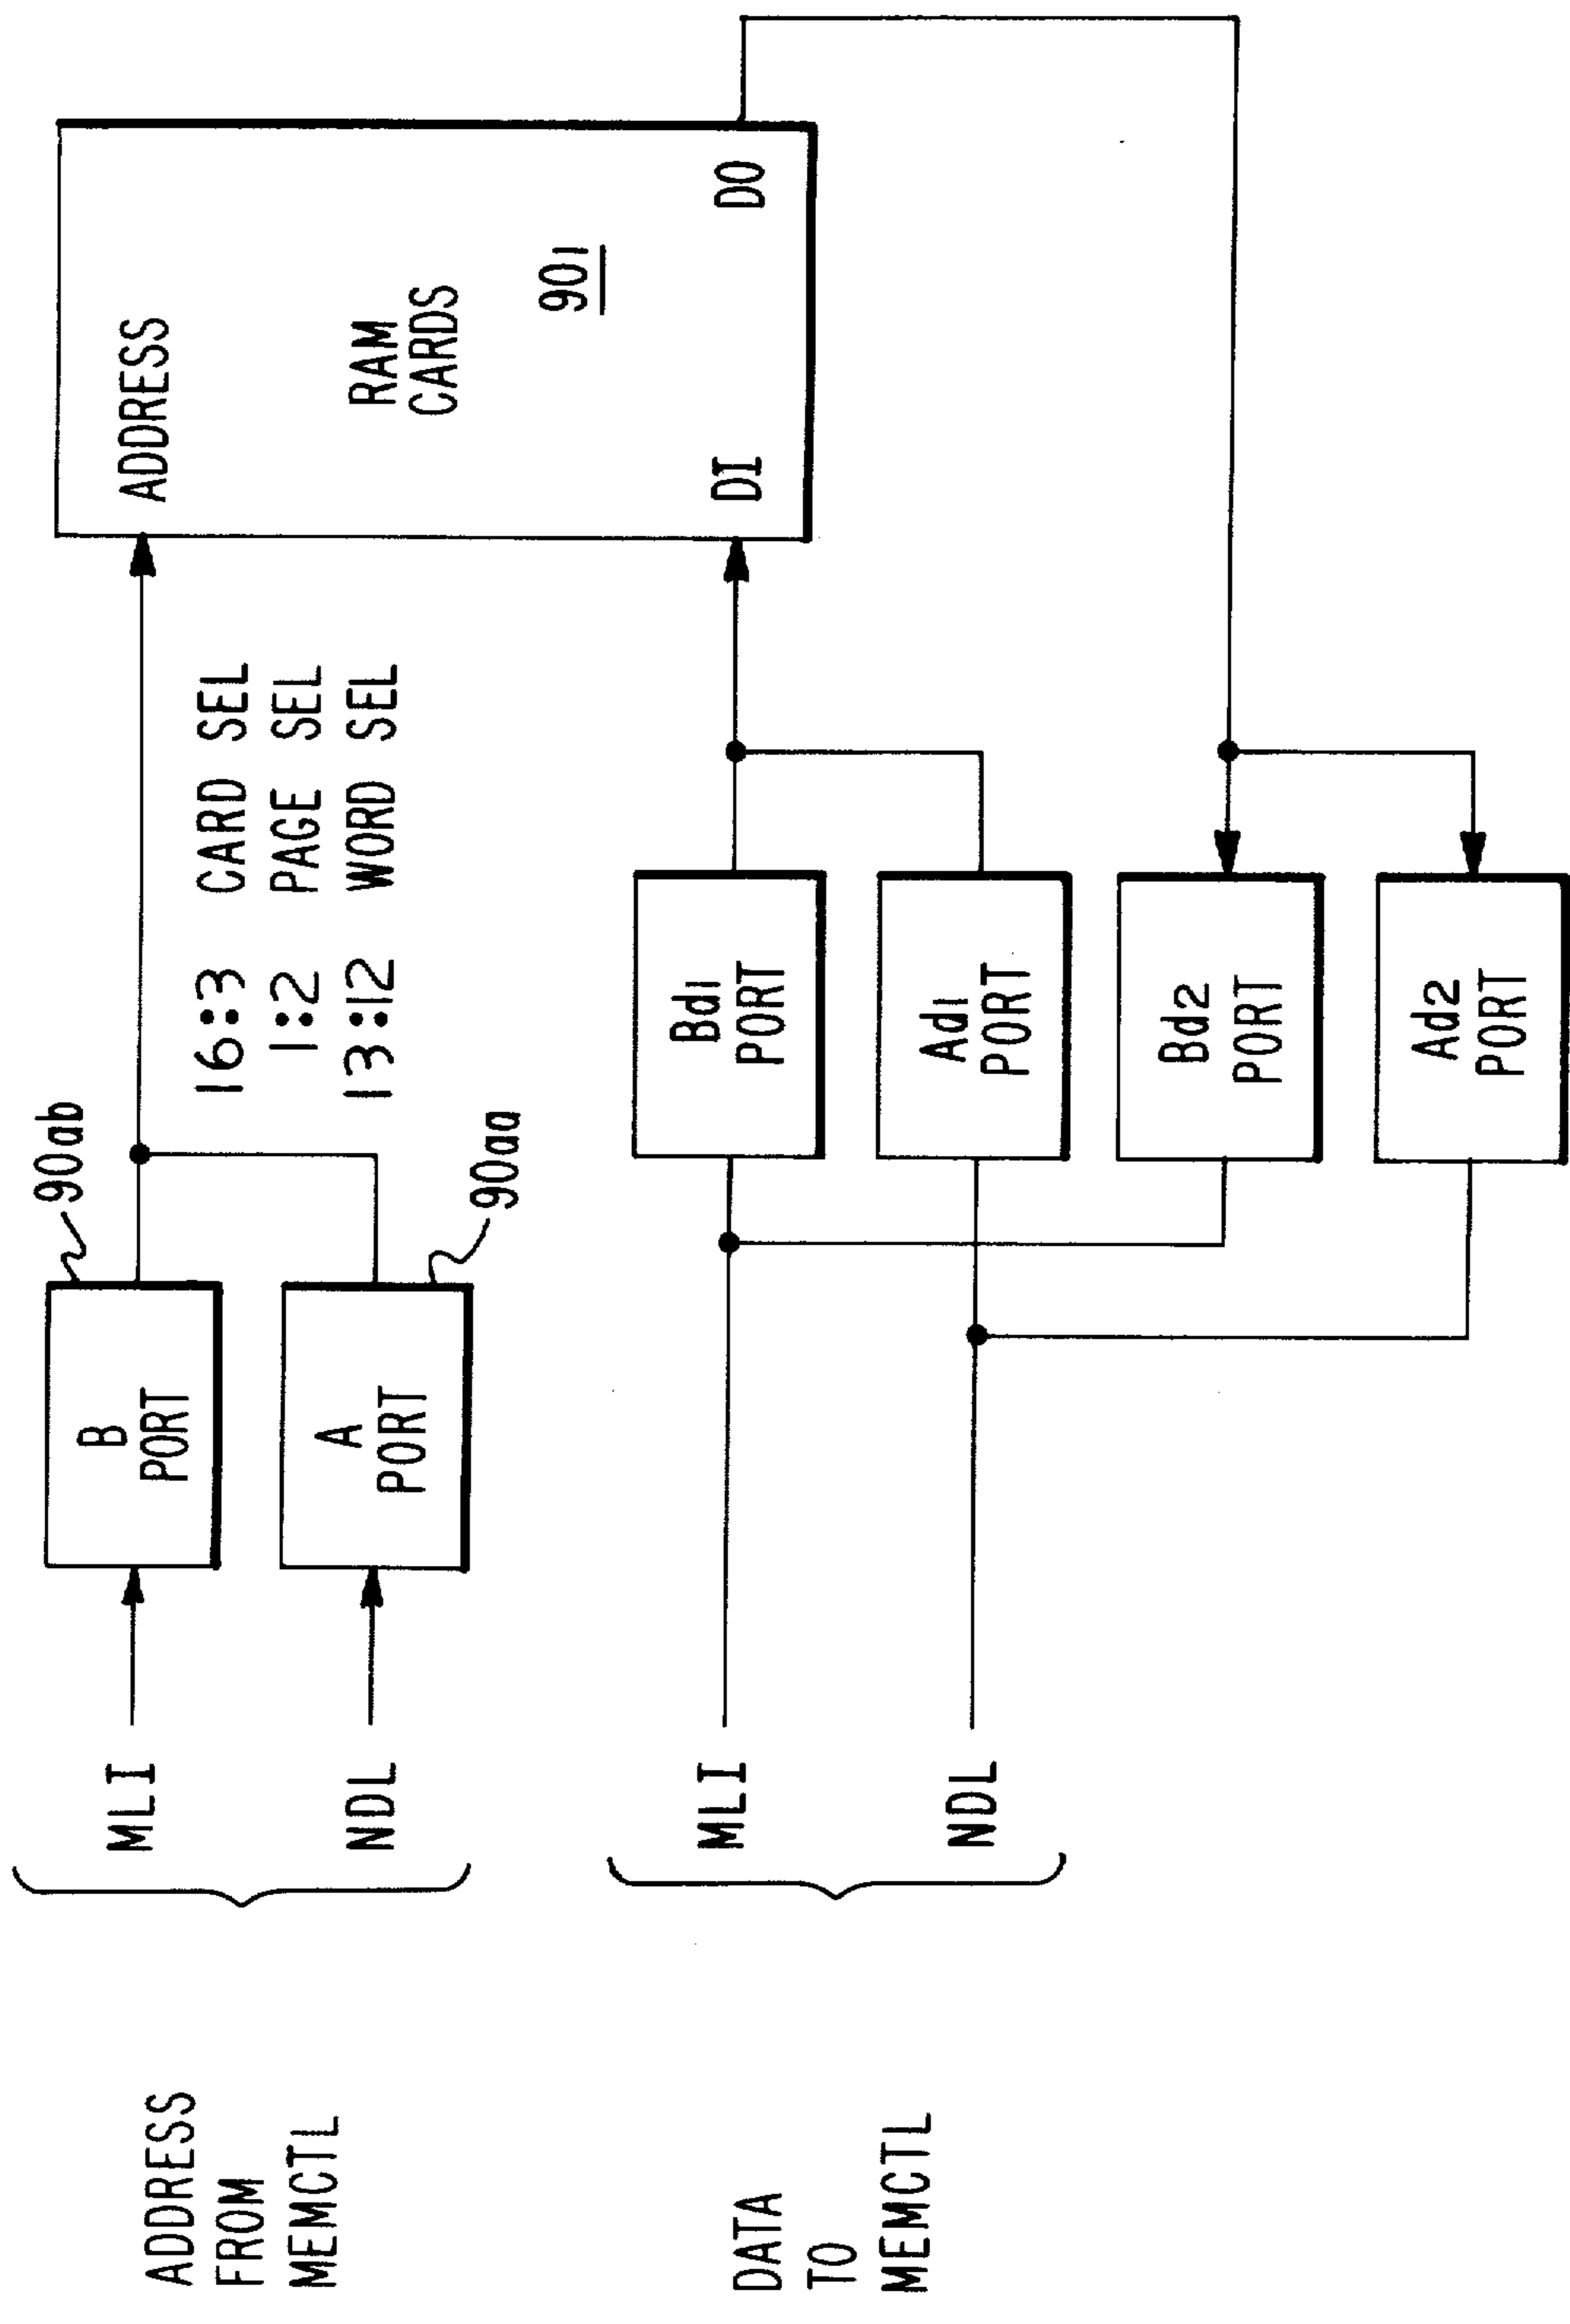 ADDRESS
FROM
MEMCTL
MLI
NDL
B
PORT
A
PORT
90ab
90aa
16:3 CARD SEL
1:2 PAGE SEL
13:12 WORD SEL
ADDRESS
RAM
CARDS
90ı
DI
DO
DATA
TO
MEMCTL
MLI
NDL
Bd1
PORT
Ad1
PORT
Bd2
PORT
Ad2
PORT